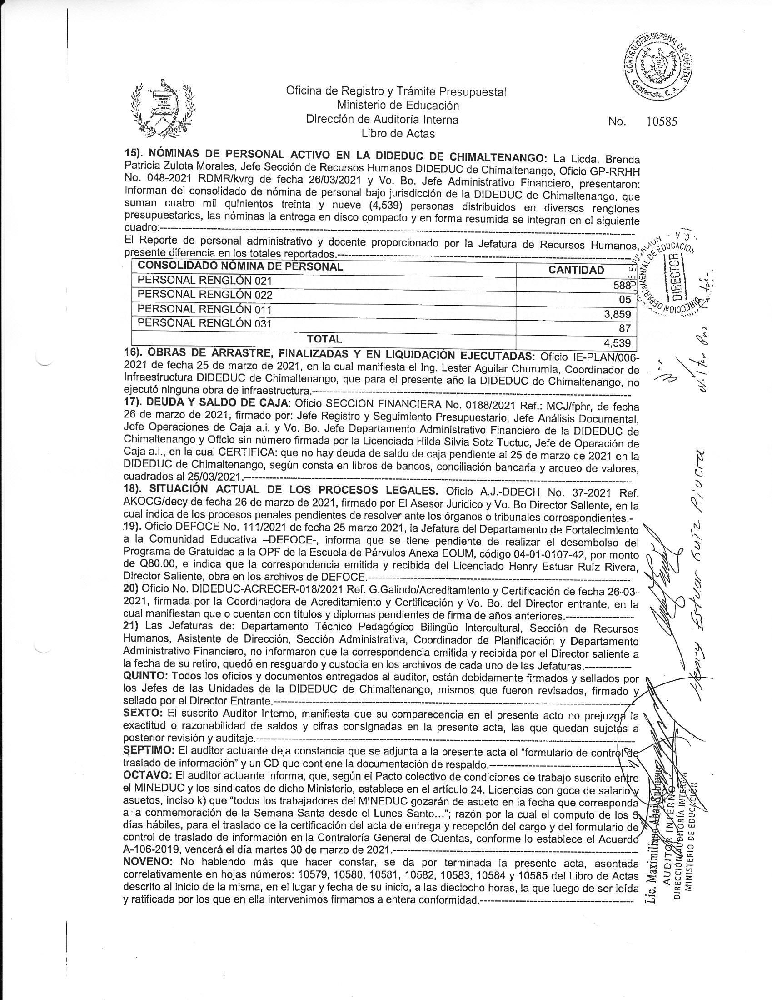 CONTRALORIA GENERAL DE CUENTAS
Guatemala, C. A.
Oficina de Registro y Trámite Presupuestal
Ministerio de Educación
Dirección de Auditoría Interna
Libro de Actas
No. 10585
15). NÓMINAS DE PERSONAL ACTIVO EN LA DIDEDUC DE CHIMALTENANGO: La Licda. Brenda
Patricia Zuleta Morales, Jefe Sección de Recursos Humanos DIDEDUC de Chimaltenango, Oficio GP-RRHH
No. 048-2021 RDMR/kvrg de fecha 26/03/2021 y Vo. Bo. Jefe Administrativo Financiero, presentaron:
Informan del consolidado de nómina de personal bajo jurisdicción de la DIDEDUC de Chimaltenango, que
suman cuatro mil quinientos treinta y nueve (4,539) personas distribuidos en diversos renglones
presupuestarios, las nóminas la entrega en disco compacto y en forma resumida se integran en el siguiente
cuadro:---
El Reporte de personal administrativo y docente proporcionado por la Jefatura de Recursos Humanos,
presente diferencia en los totales reportados.---
CONSOLIDADO NÓMINA DE PERSONAL CANTIDAD
PERSONAL RENGLÓN 021 588
PERSONAL RENGLÓN 022 05
PERSONAL RENGLÓN 011 3,859
PERSONAL RENGLÓN 031 87
TOTAL 4,539
16). OBRAS DE ARRASTRE, FINALIZADAS Y EN LIQUIDACIÓN EJECUTADAS: Oficio IE-PLAN/006-
2021 de fecha 25 de marzo de 2021, en la cual manifiesta el Ing. Lester Aguilar Churumia, Coordinador de
Infraestructura DIDEDUC de Chimaltenango, que para el presente año la DIDEDUC de Chimaltenango, no
ejecutó ninguna obra de infraestructura.---
17). DEUDA Y SALDO DE CAJA: Oficio SECCION FINANCIERA No. 0188/2021 Ref.: MCJ/fphr, de fecha
26 de marzo de 2021; firmado por: Jefe Registro y Seguimiento Presupuestario, Jefe Análisis Documental,
Jefe Operaciones de Caja a.i. y Vo. Bo. Jefe Departamento Administrativo Financiero de la DIDEDUC de
Chimaltenango y Oficio sin número firmada por la Licenciada Hilda Silvia Sotz Tuctuc, Jefe de Operación de
Caja a.i., en la cual CERTIFICA: que no hay deuda de saldo de caja pendiente al 25 de marzo de 2021 en la
DIDEDUC de Chimaltenango, según consta en libros de bancos, conciliación bancaria y arqueo de valores,
cuadrados al 25/03/2021.---
18). SITUACIÓN ACTUAL DE LOS PROCESOS LEGALES. Oficio A.J.-DDECH No. 37-2021 Ref.
AKOCG/decy de fecha 26 de marzo de 2021, firmado por El Asesor Juridico y Vo. Bo Director Saliente, en la
cual indica de los procesos penales pendientes de resolver ante los órganos o tribunales correspondientes.-
19). Oficio DEFOCE No. 111/2021 de fecha 25 marzo 2021, la Jefatura del Departamento de Fortalecimiento
a la Comunidad Educativa –DEFOCE-, informa que se tiene pendiente de realizar el desembolso del
Programa de Gratuidad a la OPF de la Escuela de Párvulos Anexa EOUM, código 04-01-0107-42, por monto
de Q80.00, e indica que la correspondencia emitida y recibida del Licenciado Henry Estuar Ruíz Rivera,
Director Saliente, obra en los archivos de DEFOCE.---
20) Oficio No. DIDEDUC-ACRECER-018/2021 Ref. G.Galindo/Acreditamiento y Certificación de fecha 26-03-
2021, firmada por la Coordinadora de Acreditamiento y Certificación y Vo. Bo. del Director entrante, en la
cual manifiestan que o cuentan con títulos y diplomas pendientes de firma de años anteriores.---
21) Las Jefaturas de: Departamento Técnico Pedagógico Bilingüe Intercultural, Sección de Recursos
Humanos, Asistente de Dirección, Sección Administrativa, Coordinador de Planificación y Departamento
Administrativo Financiero, no informaron que la correspondencia emitida y recibida por el Director saliente a
la fecha de su retiro, quedó en resguardo y custodia en los archivos de cada uno de las Jefaturas.---
QUINTO: Todos los oficios y documentos entregados al auditor, están debidamente firmados y sellados por
los Jefes de las Unidades de la DIDEDUC de Chimaltenango, mismos que fueron revisados, firmado y
sellado por el Director Entrante.---
SEXTO: El suscrito Auditor Interno, manifiesta que su comparecencia en el presente acto no prejuzga la
exactitud o razonabilidad de saldos y cifras consignadas en la presente acta, las que quedan sujetas a
posterior revisión y auditaje.---
SEPTIMO: El auditor actuante deja constancia que se adjunta a la presente acta el “formulario de control de
traslado de información” y un CD que contiene la documentación de respaldo.---
OCTAVO: El auditor actuante informa, que, según el Pacto colectivo de condiciones de trabajo suscrito entre
el MINEDUC y los sindicatos de dicho Ministerio, establece en el artículo 24. Licencias con goce de salario y
asuetos, inciso k) que “todos los trabajadores del MINEDUC gozarán de asueto en la fecha que corresponda
a la conmemoración de la Semana Santa desde el Lunes Santo...”; razón por la cual el computo de los 5
días hábiles, para el traslado de la certificación del acta de entrega y recepción del cargo y del formulario de
control de traslado de información en la Contraloría General de Cuentas, conforme lo establece el Acuerdo
A-106-2019, vencerá el día martes 30 de marzo de 2021.---
NOVENO: No habiendo más que hacer constar, se da por terminada la presente acta, asentada
correlativamente en hojas números: 10579, 10580, 10581, 10582, 10583, 10584 y 10585 del Libro de Actas
descrito al inicio de la misma, en el lugar y fecha de su inicio, a las dieciocho horas, la que luego de ser leída
y ratificada por los que en ella intervenimos firmamos a entera conformidad.---
DIRECCION DEPARTAMENTAL DE EDUCACIÓN
DIRECTOR
Henry Estuar Ruíz Rivera
Lic. Maximiliano Abaj Subuyuj
AUDITOR INTERNO
DIRECCIÓN AUDITORÍA INTERNA
MINISTERIO DE EDUCACIÓN